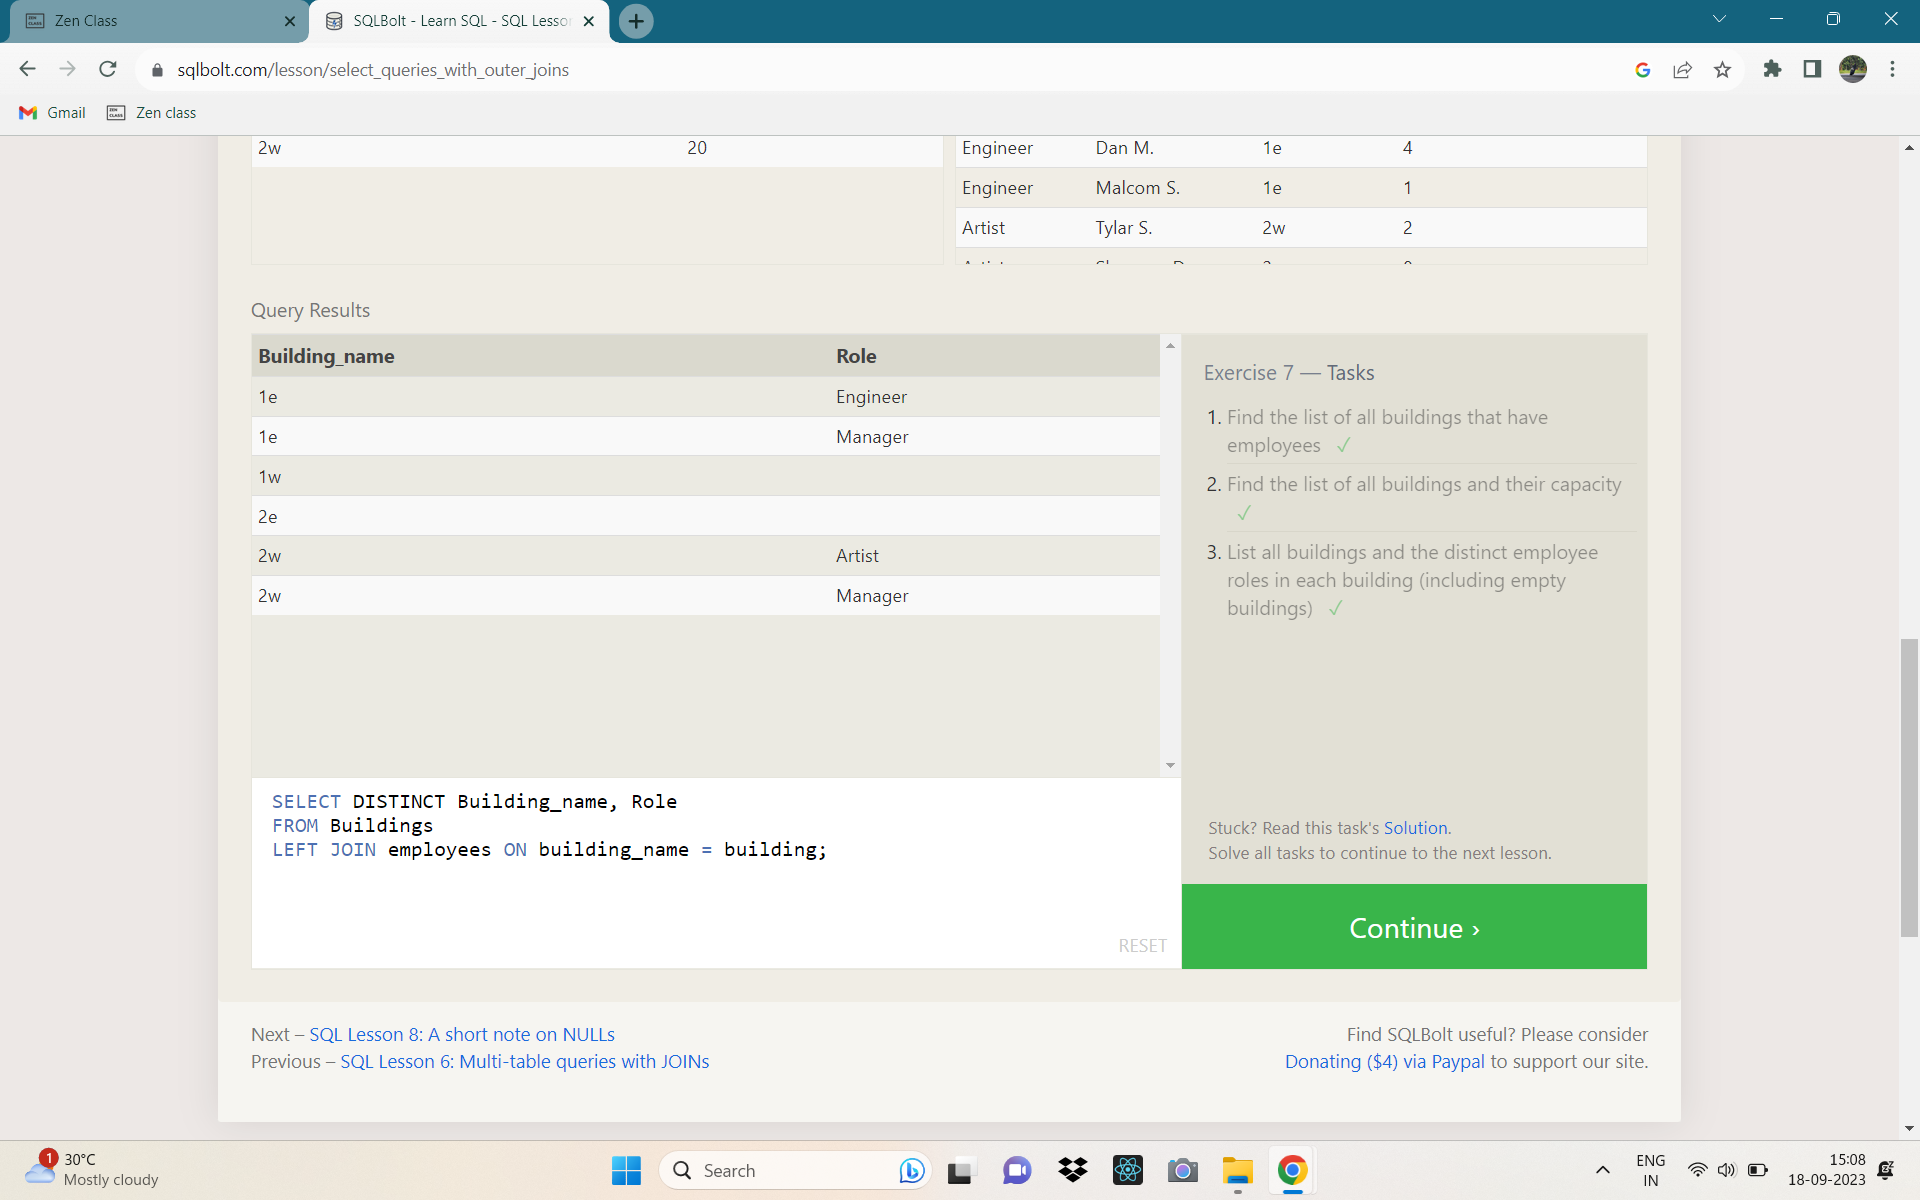 Zen Class
SQLBolt - Learn SQL - SQL Lesson
sqlbolt.com/lesson/select_queries_with_outer_joins
Gmail
Zen class
2w 20
Engineer Dan M. 1e 4
Engineer Malcom S. 1e 1
Artist Tylar S. 2w 2
Query Results
Building_name Role
1e Engineer
1e Manager
1w
2e
2w Artist
2w Manager
Exercise 7 — Tasks
1. Find the list of all buildings that have
employees ✓
2. Find the list of all buildings and their capacity
✓
3. List all buildings and the distinct employee
roles in each building (including empty
buildings) ✓
SELECT DISTINCT Building_name, Role
FROM Buildings
LEFT JOIN employees ON building_name = building;
RESET
Stuck? Read this task's Solution.
Solve all tasks to continue to the next lesson.
Continue ›
Next – SQL Lesson 8: A short note on NULLs
Previous – SQL Lesson 6: Multi-table queries with JOINs
Find SQLBolt useful? Please consider
Donating ($4) via Paypal to support our site.
1
30°C
Mostly cloudy
Search
ENG
IN
15:08
18-09-2023